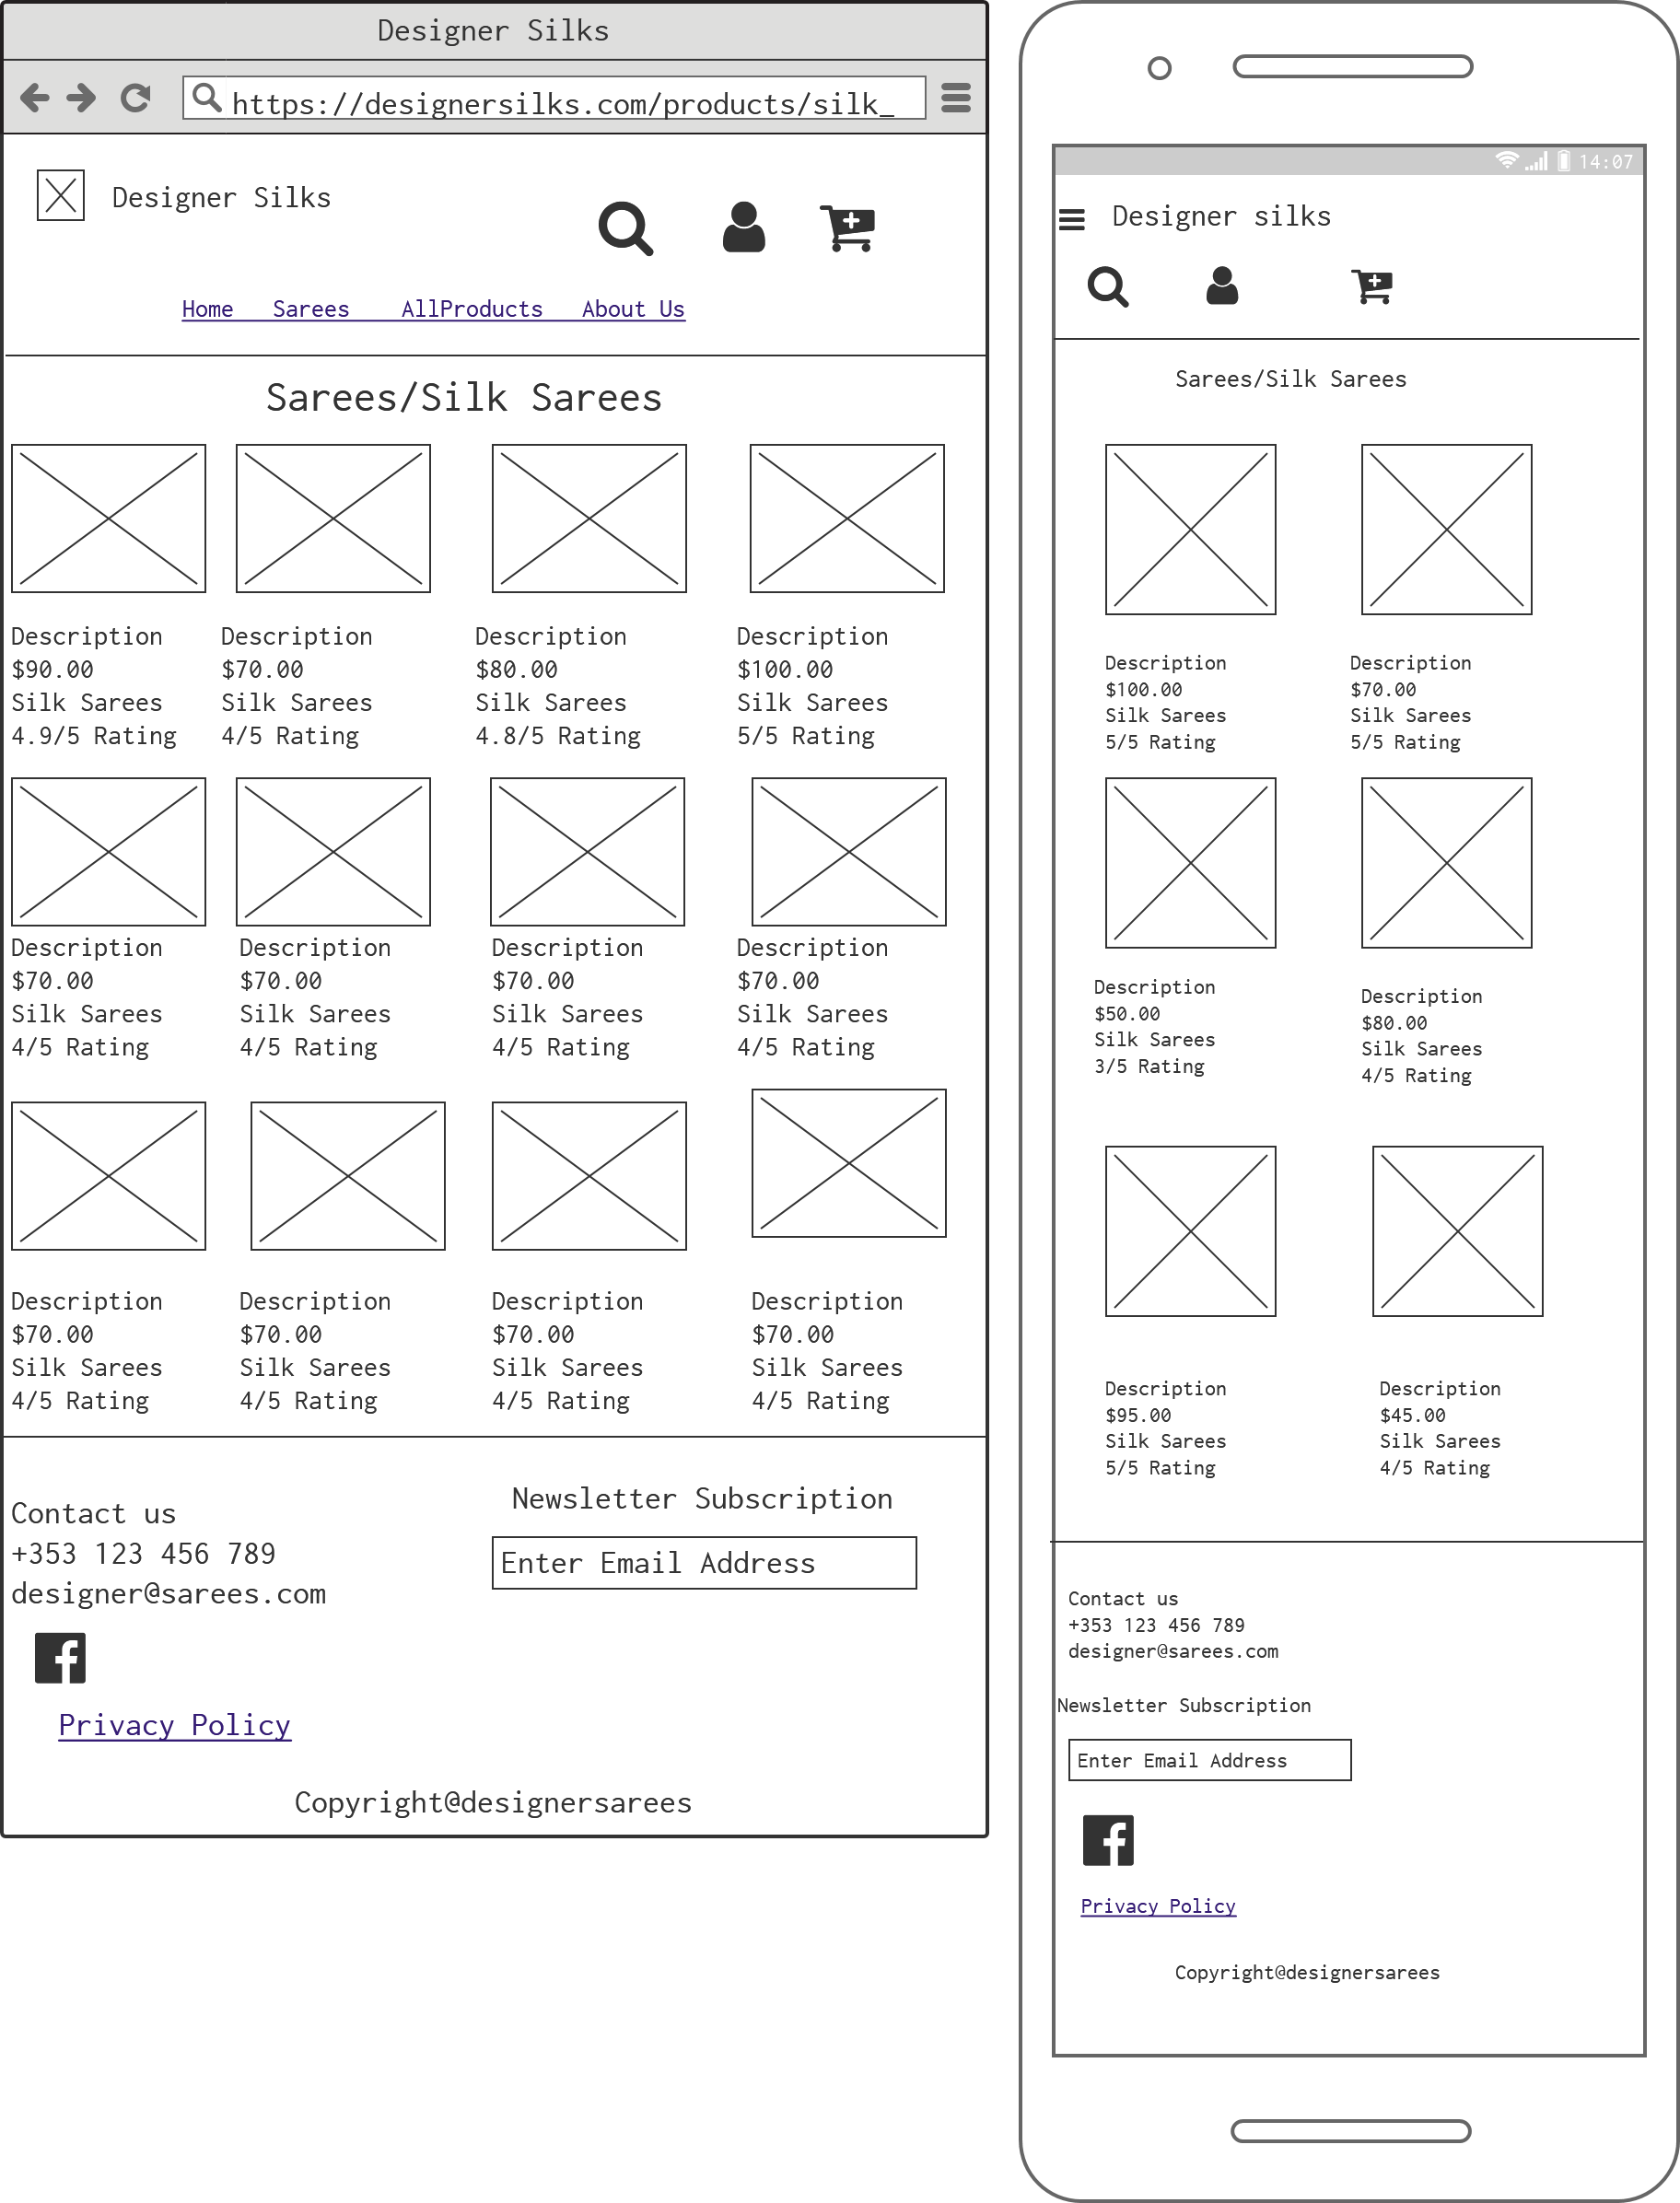 Designer Silks
https://designersilks.com/products/silk_
Designer Silks
Home Sarees AllProducts About Us
Sarees/Silk Sarees
Description Description Description Description
$90.00 $70.00 $80.00 $100.00
Silk Sarees Silk Sarees Silk Sarees Silk Sarees
4.9/5 Rating 4/5 Rating 4.8/5 Rating 5/5 Rating
Description Description Description Description
$70.00 $70.00 $70.00 $70.00
Silk Sarees Silk Sarees Silk Sarees Silk Sarees
4/5 Rating 4/5 Rating 4/5 Rating 4/5 Rating
Description Description Description Description
$70.00 $70.00 $70.00 $70.00
Silk Sarees Silk Sarees Silk Sarees Silk Sarees
4/5 Rating 4/5 Rating 4/5 Rating 4/5 Rating
Contact us
+353 123 456 789
designer@sarees.com
Newsletter Subscription
Enter Email Address
Privacy Policy
Copyright@designersarees
14:07
Designer silks
Sarees/Silk Sarees
Description Description
$100.00 $70.00
Silk Sarees Silk Sarees
5/5 Rating 5/5 Rating
Description
$50.00
Silk Sarees
3/5 Rating
Description
$80.00
Silk Sarees
4/5 Rating
Description Description
$95.00 $45.00
Silk Sarees Silk Sarees
5/5 Rating 4/5 Rating
Contact us
+353 123 456 789
designer@sarees.com
Newsletter Subscription
Enter Email Address
Privacy Policy
Copyright@designersarees